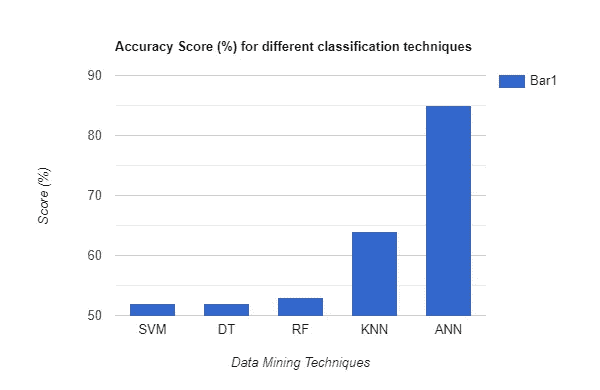 Accuracy Score (%) for different classification techniques
90
Bar1
80
70
Score (%)
60
50
SVM DT RF KNN ANN
Data Mining Techniques